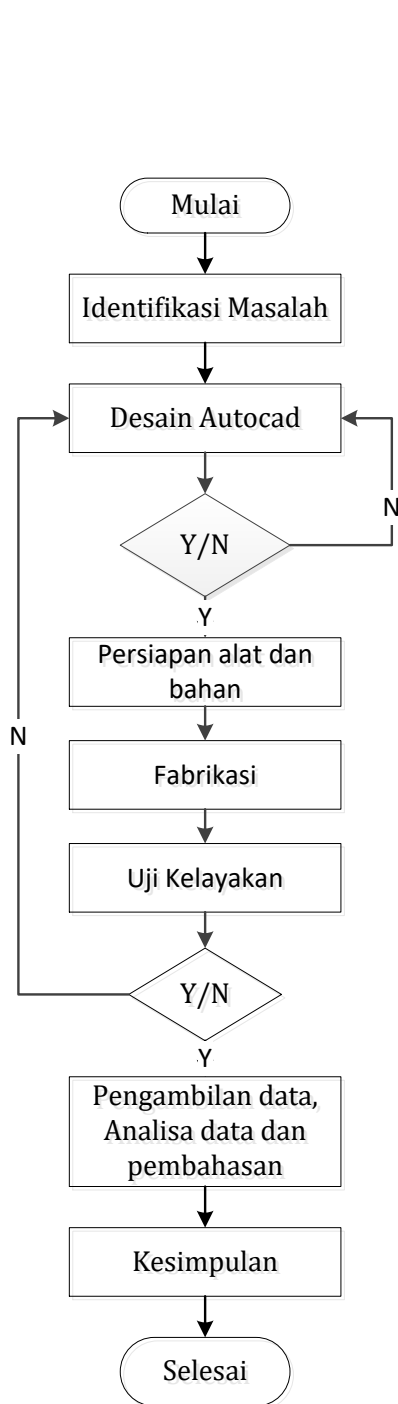 Mulai
Identifikasi Masalah
Desain Autocad
N
Y/N
Y
Persiapan alat dan
bahan
N
Fabrikasi
Uji Kelayakan
Y/N
Y
Pengambilan data,
Analisa data dan
pembahasan
Kesimpulan
Selesai